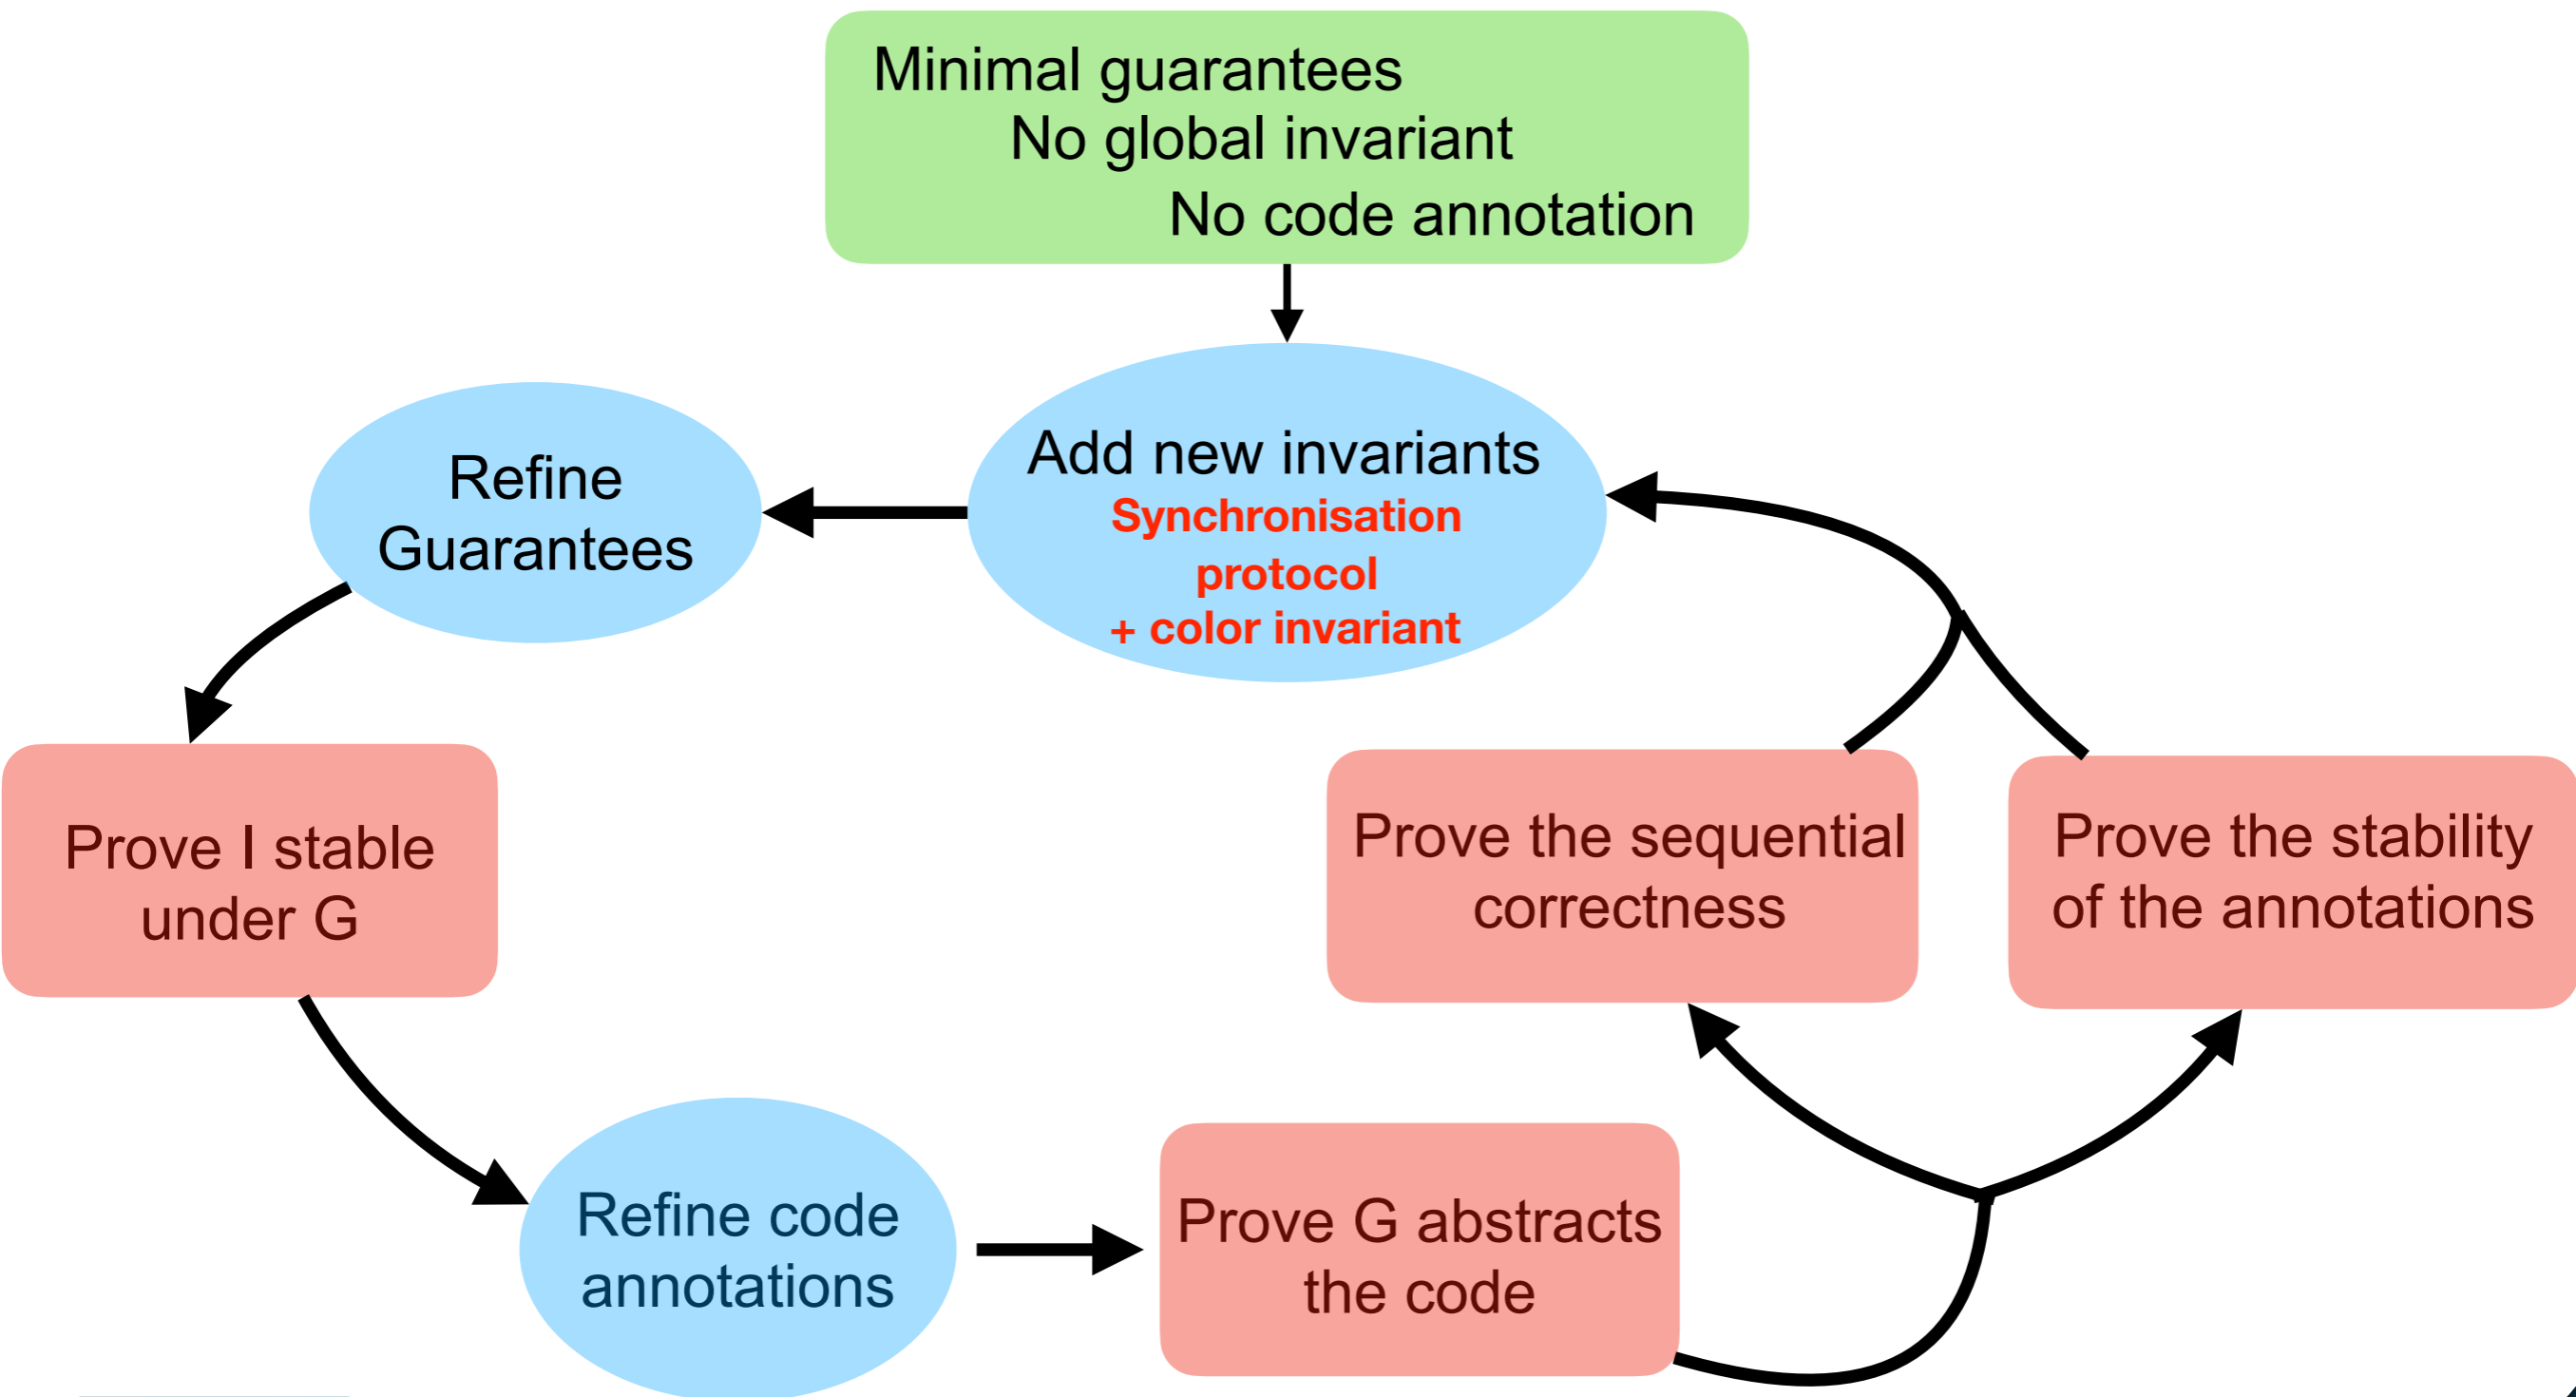 Minimal guarantees
No global invariant
No code annotation
Add new invariants
Synchronisation
protocol
+ color invariant
Refine
Guarantees
Prove I stable
under G
Refine code
annotations
Prove G abstracts
the code
Prove the sequential
correctness
Prove the stability
of the annotations